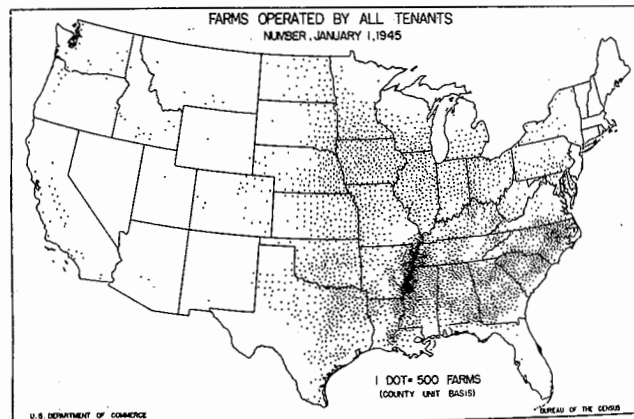 FARMS OPERATED BY ALL TENANTS
NUMBER, JANUARY 1, 1945
1 DOT = 500 FARMS
(COUNTY UNIT BASIS)
U.S. DEPARTMENT OF COMMERCE
BUREAU OF THE CENSUS